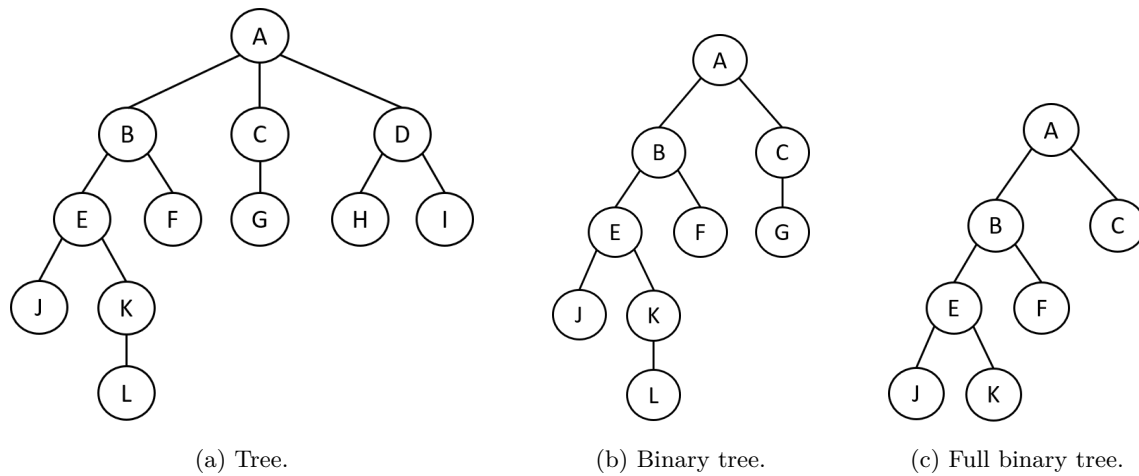 A
B
C
D
E
F
G
H
I
J
K
L
(a) Tree.
A
B
C
E
F
G
J
K
L
(b) Binary tree.
A
B
C
E
F
J
K
(c) Full binary tree.